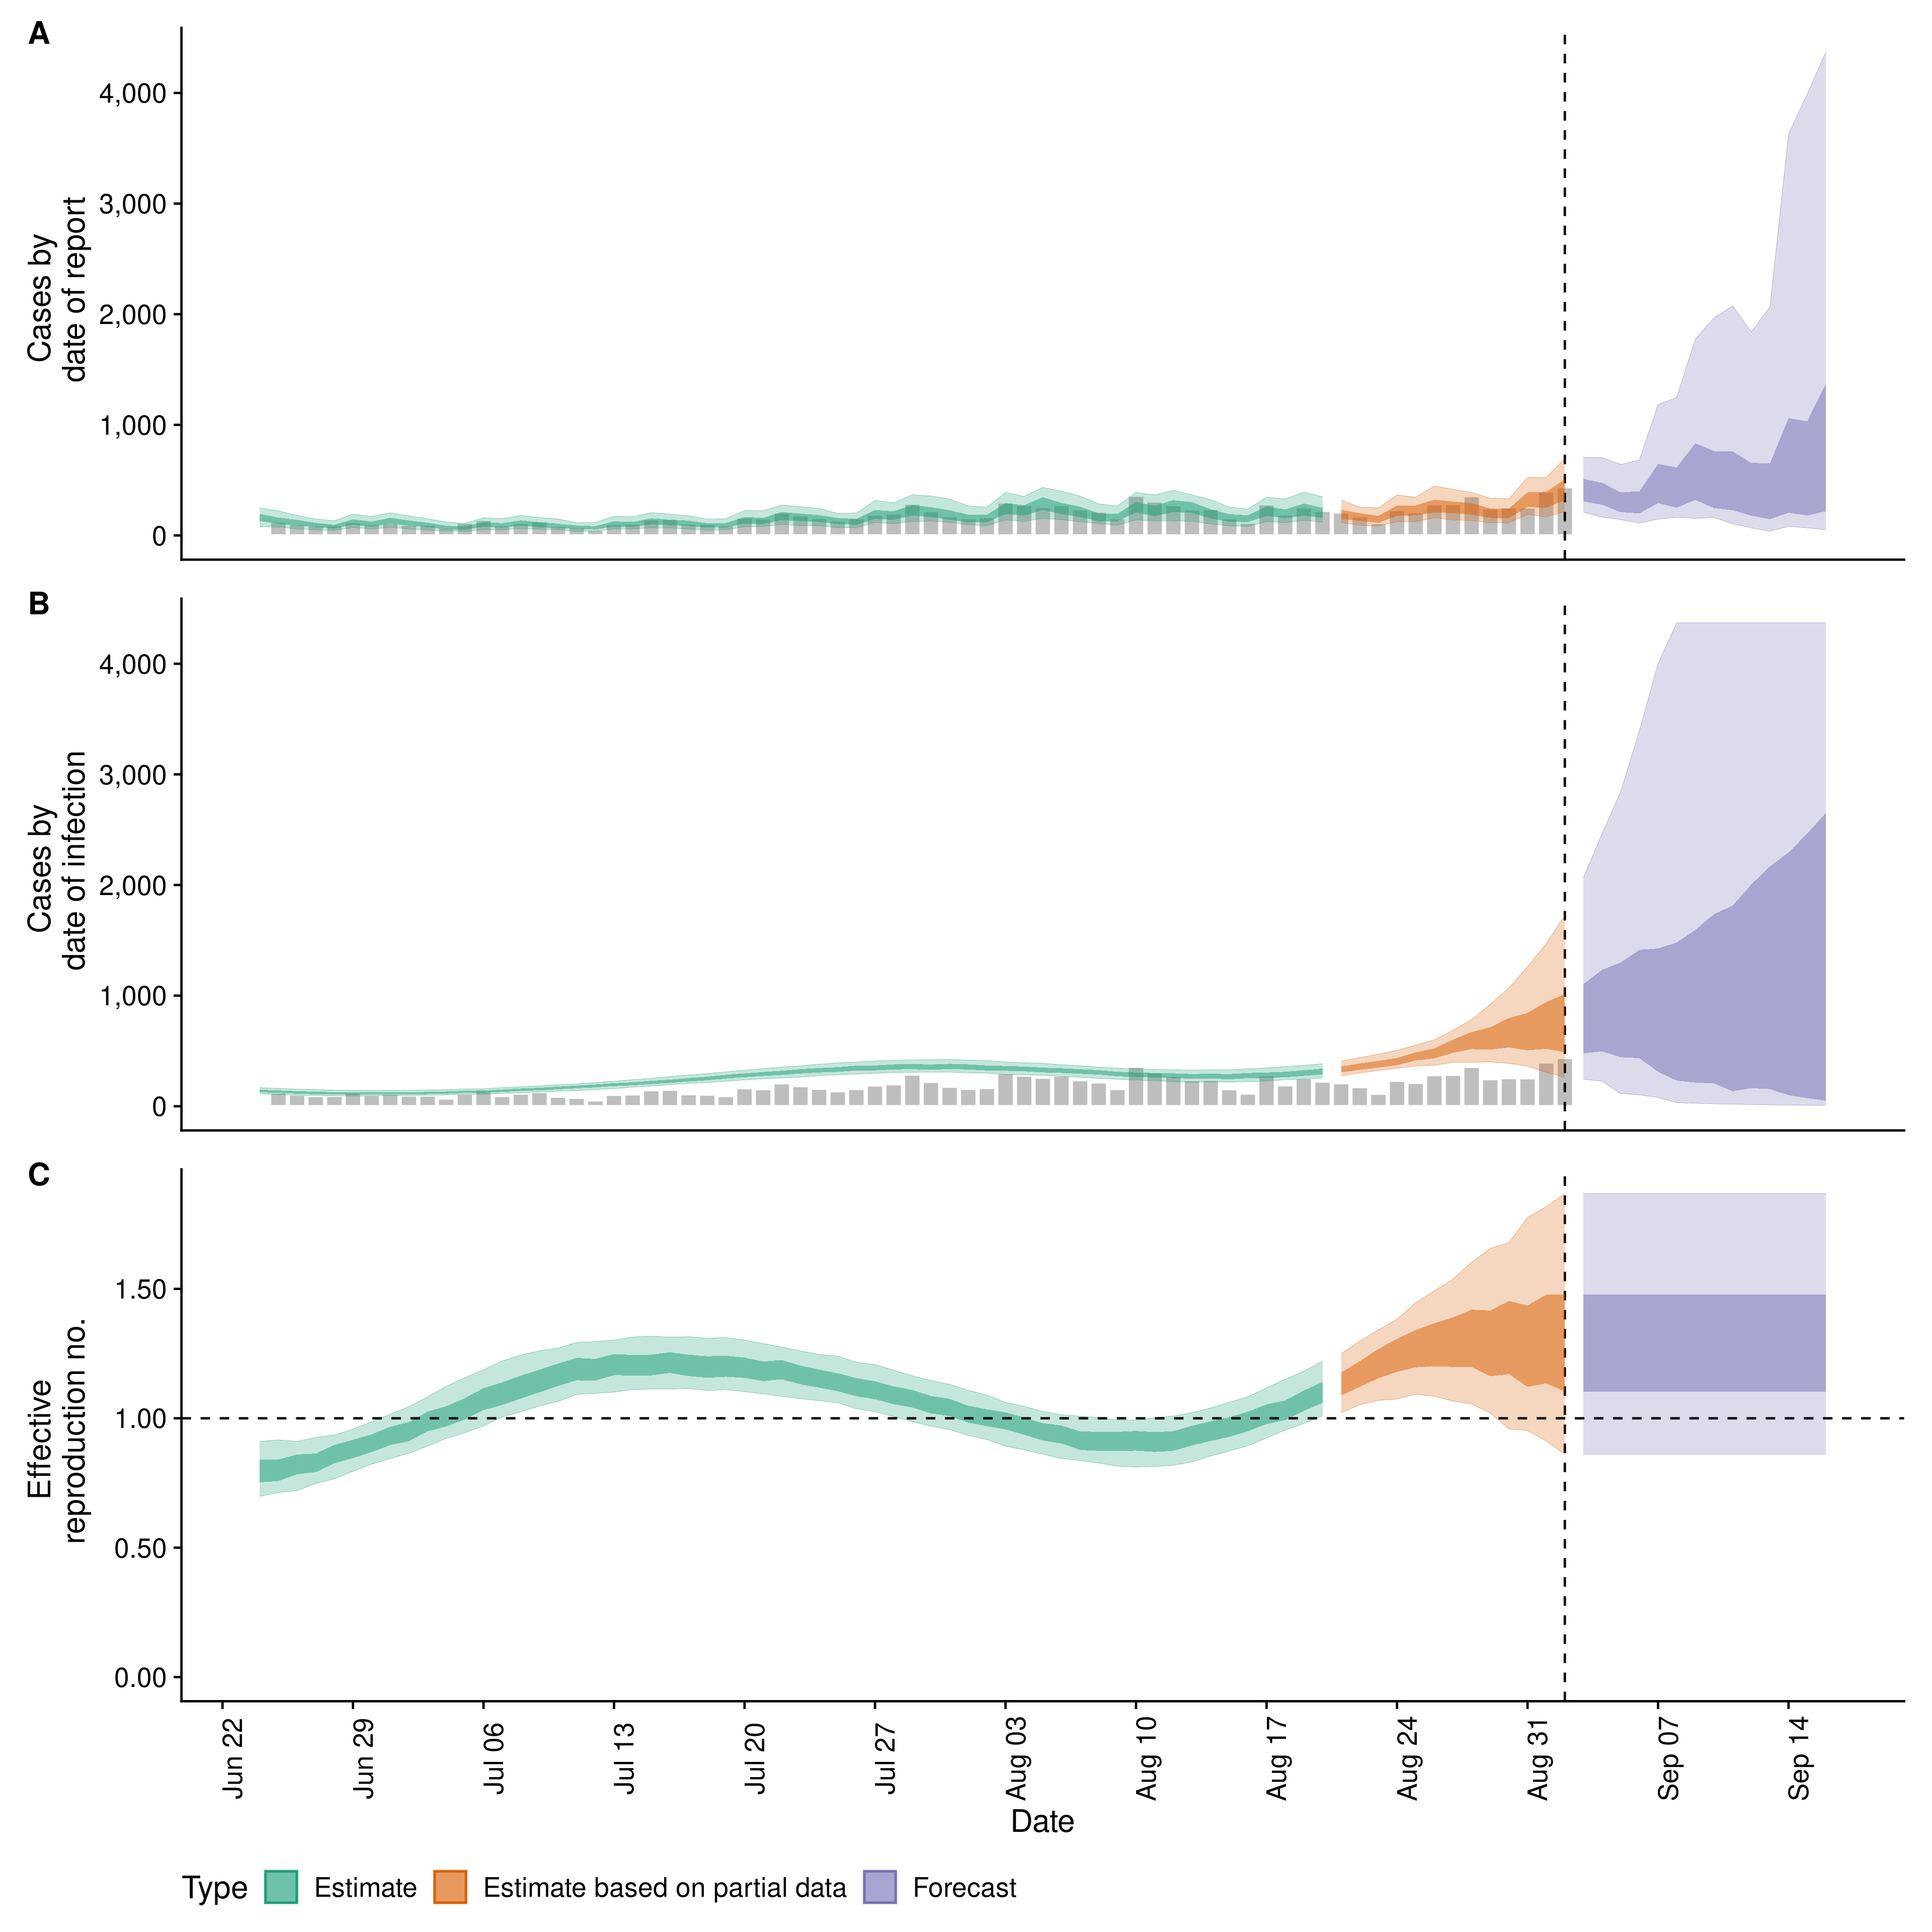 A
Cases by
date of report
4,000
3,000
2,000
1,000
0
B
Cases by
date of infection
4,000
3,000
2,000
1,000
0
C
Effective
reproduction no.
1.50
1.00
0.50
0.00
Jun 22
Jun 29
Jul 06
Jul 13
Jul 20
Jul 27
Aug 03
Aug 10
Aug 17
Aug 24
Aug 31
Sep 07
Sep 14
Date
Type Estimate Estimate based on partial data Forecast